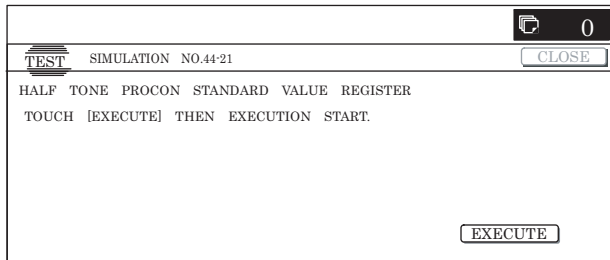 0
TEST SIMULATION NO.44-21 CLOSE
HALF TONE PROCON STANDARD VALUE REGISTER
TOUCH [EXECUTE] THEN EXECUTION START.
EXECUTE